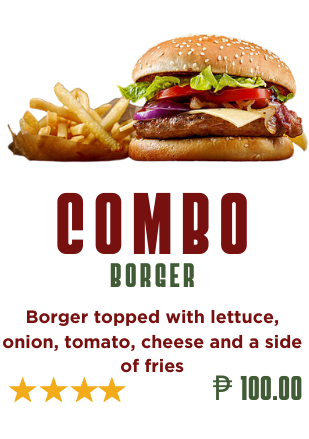 COMBO
BORGER
Borger topped with lettuce,
onion, tomato, cheese and a side
of fries
₱ 100.00